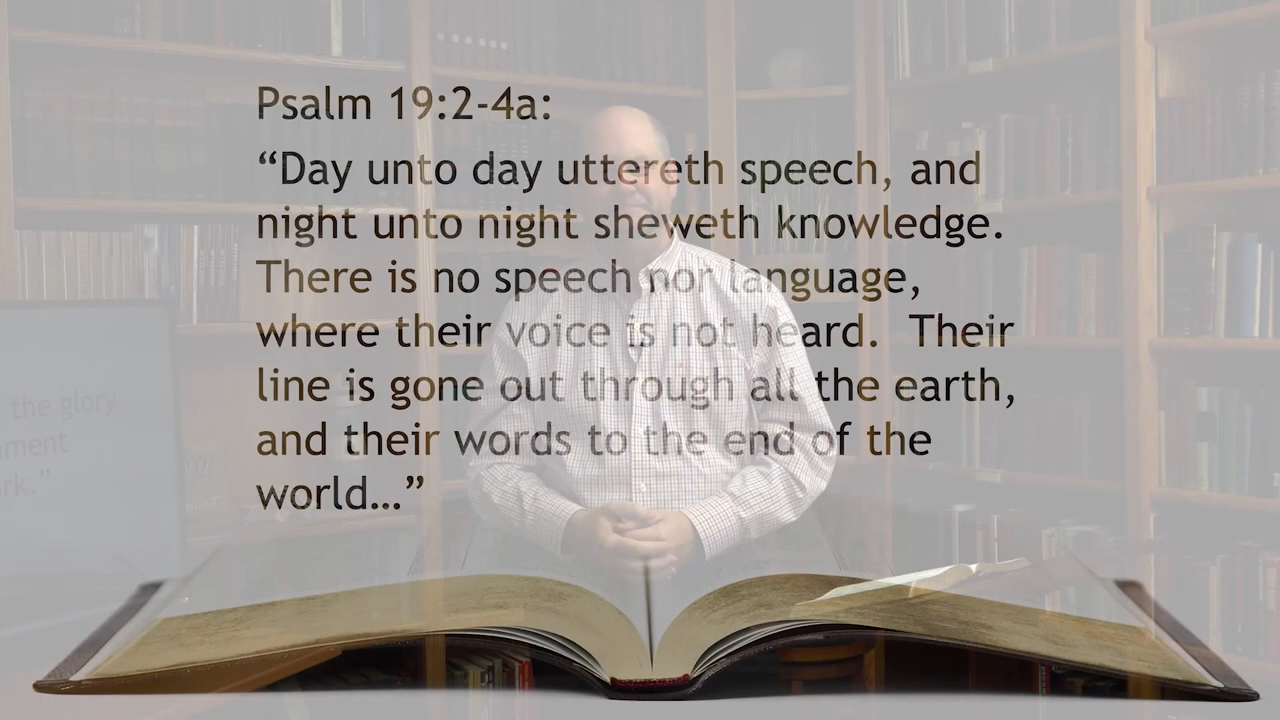 Psalm 19:2-4a:
“Day unto day uttereth speech, and
night unto night sheweth knowledge.
There is no speech nor language,
where their voice is not heard.  Their
line is gone out through all the earth,
and their words to the end of the
world…”
the glory